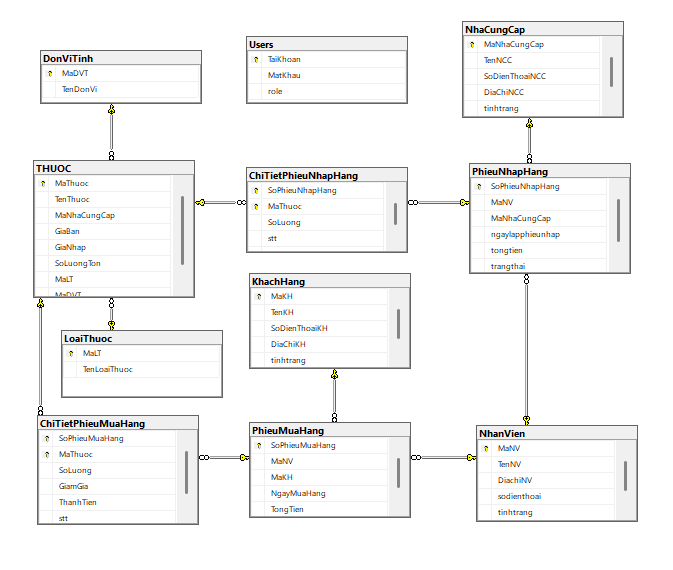 DonViTinh
MaDVT
TenDonVi
Users
TaiKhoan
MatKhau
role
NhaCungCap
MaNhaCungCap
TenNCC
SoDienThoaiNCC
DiaChiNCC
tinhtrang
THUOC
MaThuoc
TenThuoc
MaNhaCungCap
GiaBan
GiaNhap
SoLuongTon
MaLT
MaDVT
ChiTietPhieuNhapHang
SoPhieuNhapHang
MaThuoc
SoLuong
stt
PhieuNhapHang
SoPhieuNhapHang
MaNV
MaNhaCungCap
ngaylapphieunhap
tongtien
trangthai
KhachHang
MaKH
TenKH
SoDienThoaiKH
DiaChiKH
tinhtrang
LoaiThuoc
MaLT
TenLoaiThuoc
ChiTietPhieuMuaHang
SoPhieuMuaHang
MaThuoc
SoLuong
GiamGia
ThanhTien
stt
PhieuMuaHang
SoPhieuMuaHang
MaNV
MaKH
NgayMuaHang
TongTien
NhanVien
MaNV
TenNV
DiachiNV
sodienthoai
tinhtrang